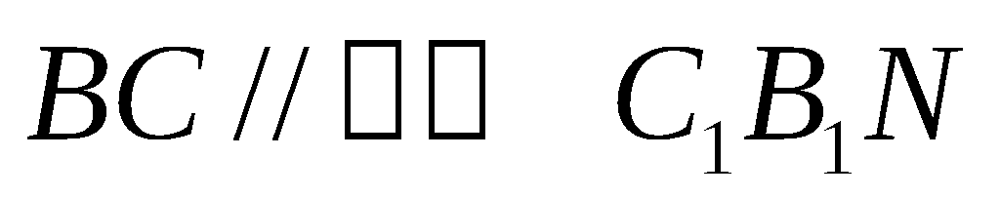 BC // □□ C₁B₁N